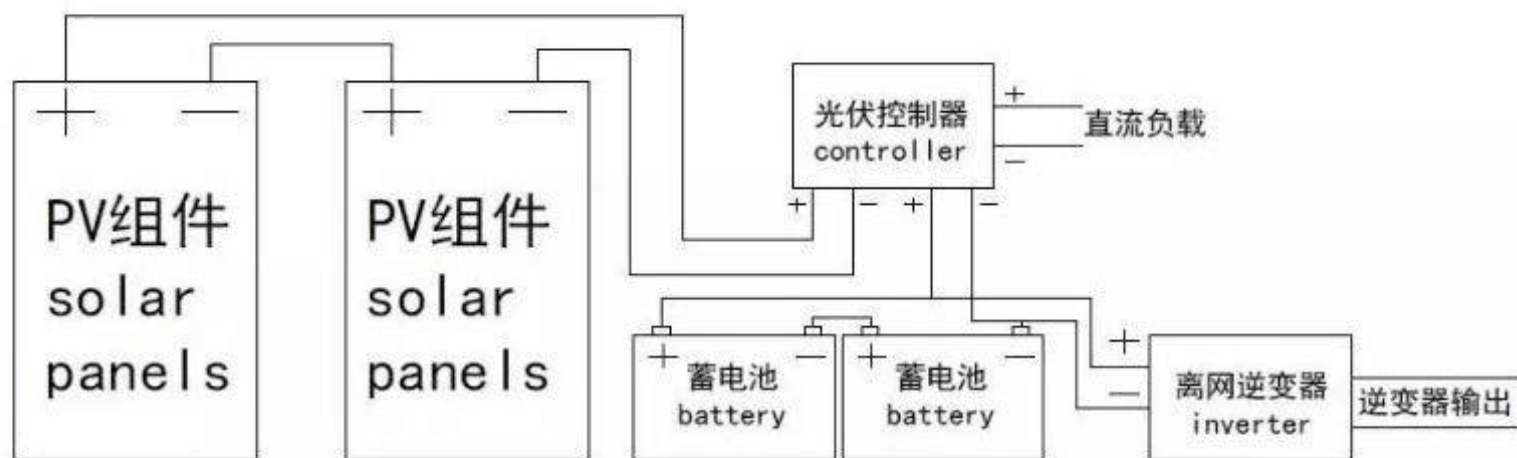 + —
PV组件
solar
panels
+ —
PV组件
solar
panels
光伏控制器
controller
+
直流负载
—
+ — + —
+ —
蓄电池
battery
+ —
蓄电池
battery
+
—
离网逆变器
inverter
逆变器输出